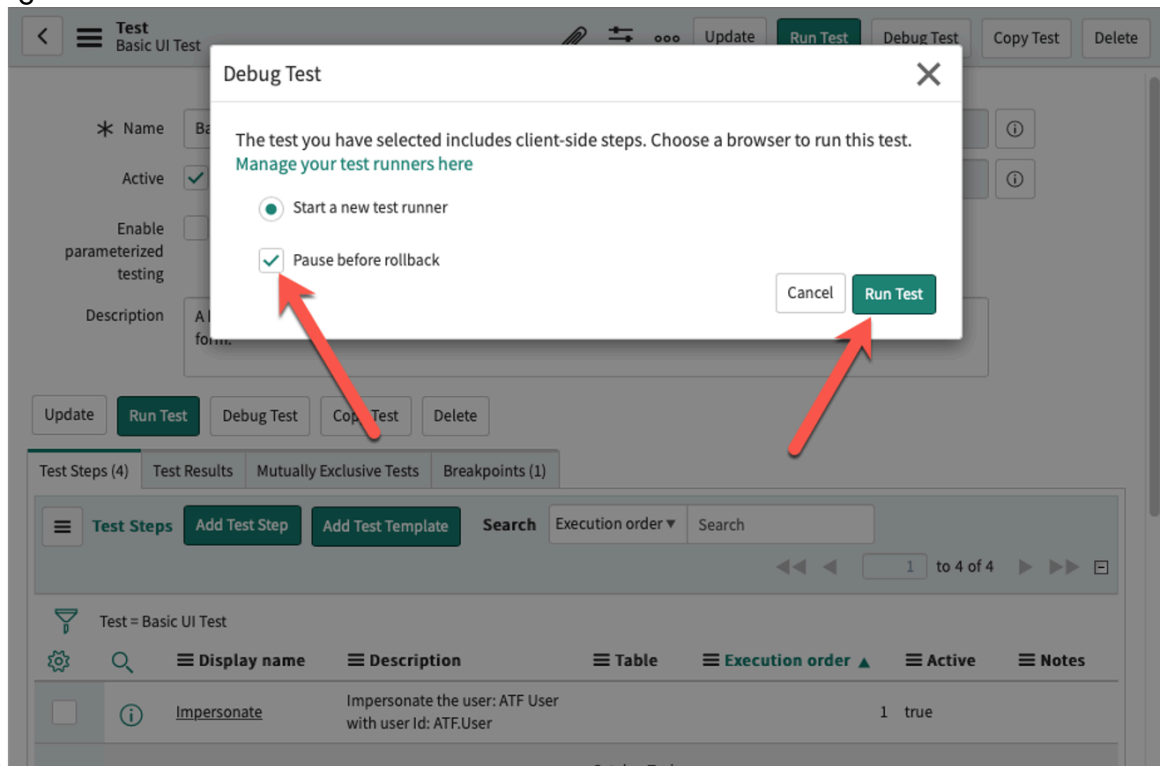 Test
Basic UI Test
Update
Run Test
Debug Test
Copy Test
Delete
Debug Test
The test you have selected includes client-side steps. Choose a browser to run this test.
Manage your test runners here
Start a new test runner
Pause before rollback
Cancel
Run Test
Name
Ba
Active
Enable
parameterized
testing
Description
A
form.
Update
Run Test
Debug Test
Copy Test
Delete
Test Steps (4)
Test Results
Mutually Exclusive Tests
Breakpoints (1)
Test Steps
Add Test Step
Add Test Template
Search
Execution order
Search
1 to 4 of 4
Test = Basic UI Test
Display name
Description
Table
Execution order
Active
Notes
Impersonate
Impersonate the user: ATF User
with user Id: ATF.User
1
true